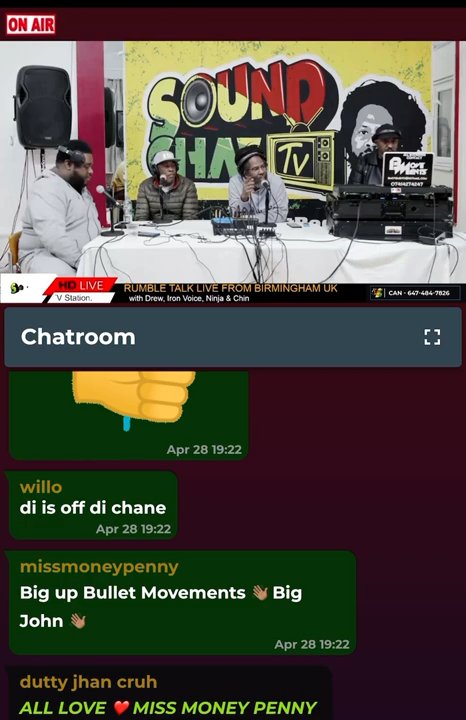 ON AIR
SOUND
CHAT
TV
MOVE
MENTS
HD LIVE
V Station.
RUMBLE TALK LIVE FROM BIRMINGHAM UK
with Drew, Iron Voice, Ninja & Chin
CAN - 647-484-7826
Chatroom
Apr 28 19:22
willo
di is off di chane
Apr 28 19:22
missmoneypenny
Big up Bullet Movements 👋🏽 Big
John 👋🏽
Apr 28 19:22
dutty jhan cruh
ALL LOVE ❤️ MISS MONEY PENNY